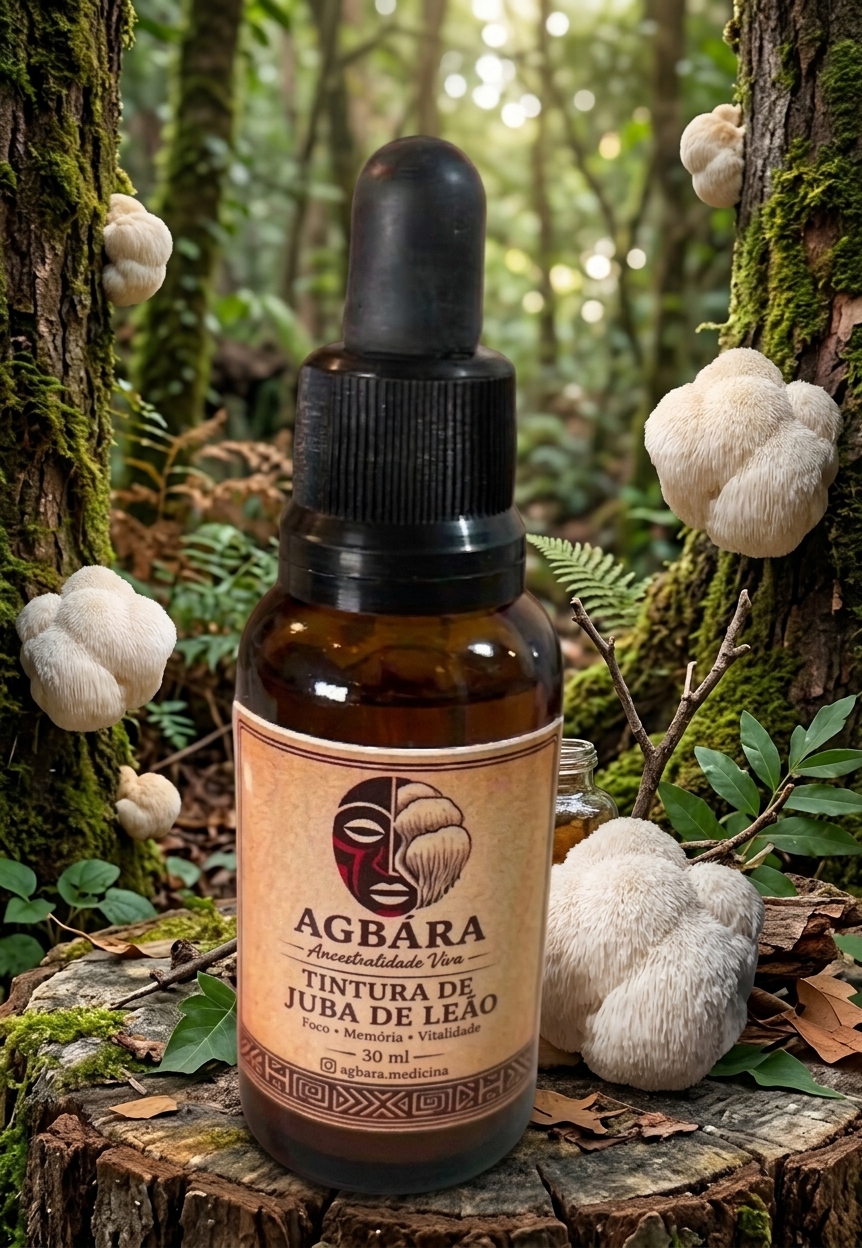 AGBÁRA
Ancestralidade Viva
TINTURA DE
JUBA DE LEÃO
Foco • Memória • Vitalidade
30 ml
agbara.medicina